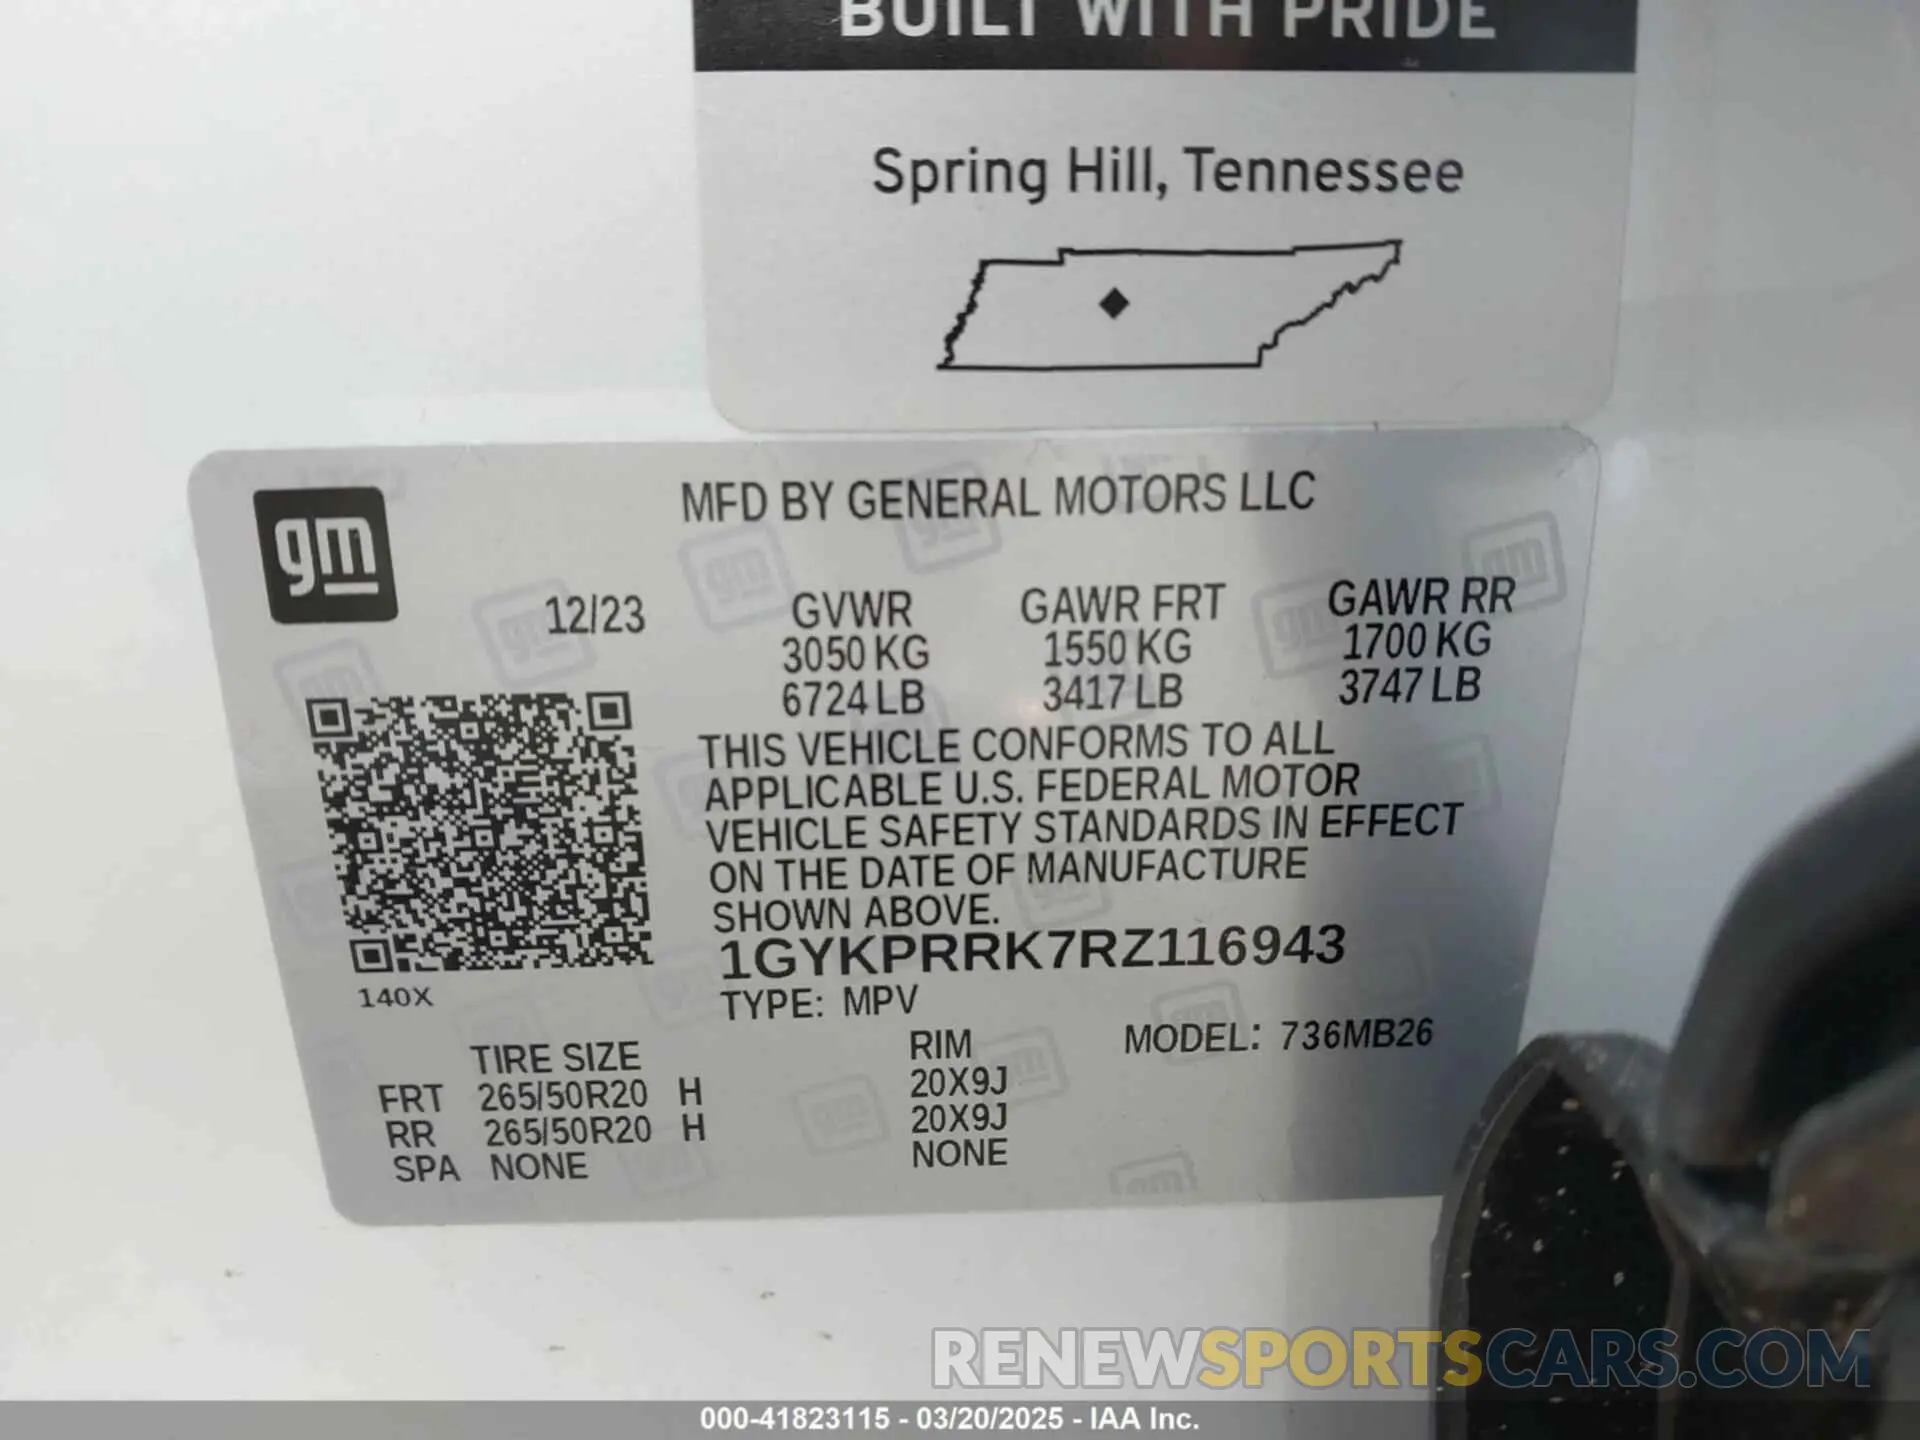 BUILT WITH PRIDE
Spring Hill, Tennessee
gm
MFD BY GENERAL MOTORS LLC
12/23 GVWR GAWR FRT GAWR RR
3050 KG 1550 KG 1700 KG
6724 LB 3417 LB 3747 LB
THIS VEHICLE CONFORMS TO ALL
APPLICABLE U.S. FEDERAL MOTOR
VEHICLE SAFETY STANDARDS IN EFFECT
ON THE DATE OF MANUFACTURE
SHOWN ABOVE.
1GYKPRRK7RZ116943
140X
TYPE: MPV
TIRE SIZE RIM MODEL: 736MB26
FRT 265/50R20 H 20X9J
RR 265/50R20 H 20X9J
SPA NONE NONE
RENEWSPORTSCARS.COM
000-41823115 - 03/20/2025 - IAA Inc.